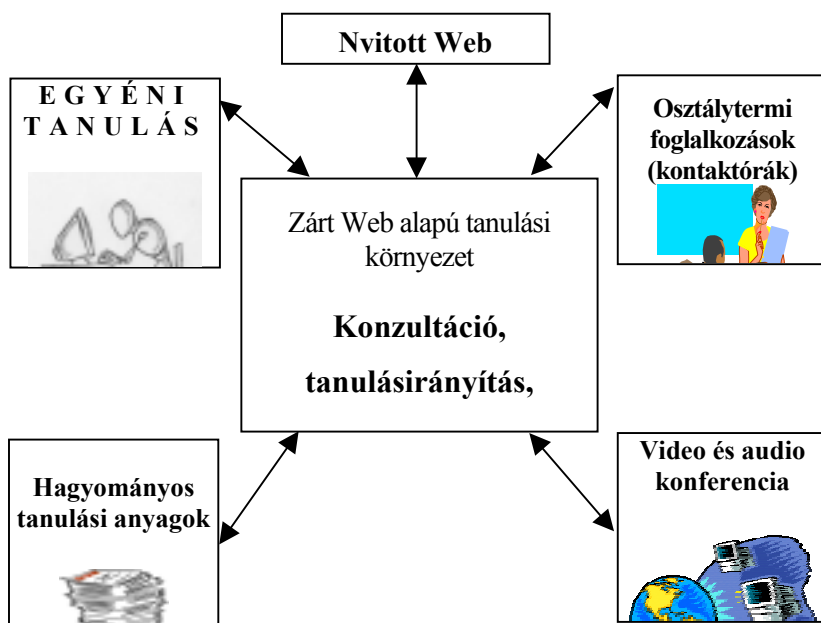 Nvitott Web
E G Y É N I
T A N U L Á S
Osztálytermi
foglalkozások
(kontaktórák)
Zárt Web alapú tanulási
környezet
Konzultáció,
tanulásirányítás,
Hagyományos
tanulási anyagok
Video és audio
konferencia